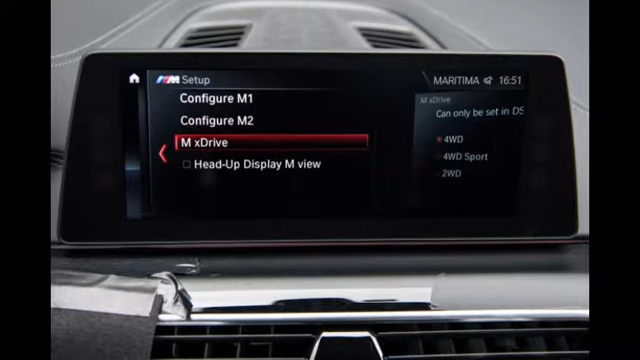 M Setup
MARITIMA 16:51
Configure M1
Configure M2
M xDrive
Head-Up Display M view
M xDrive
Can only be set in DS
4WD
4WD Sport
2WD